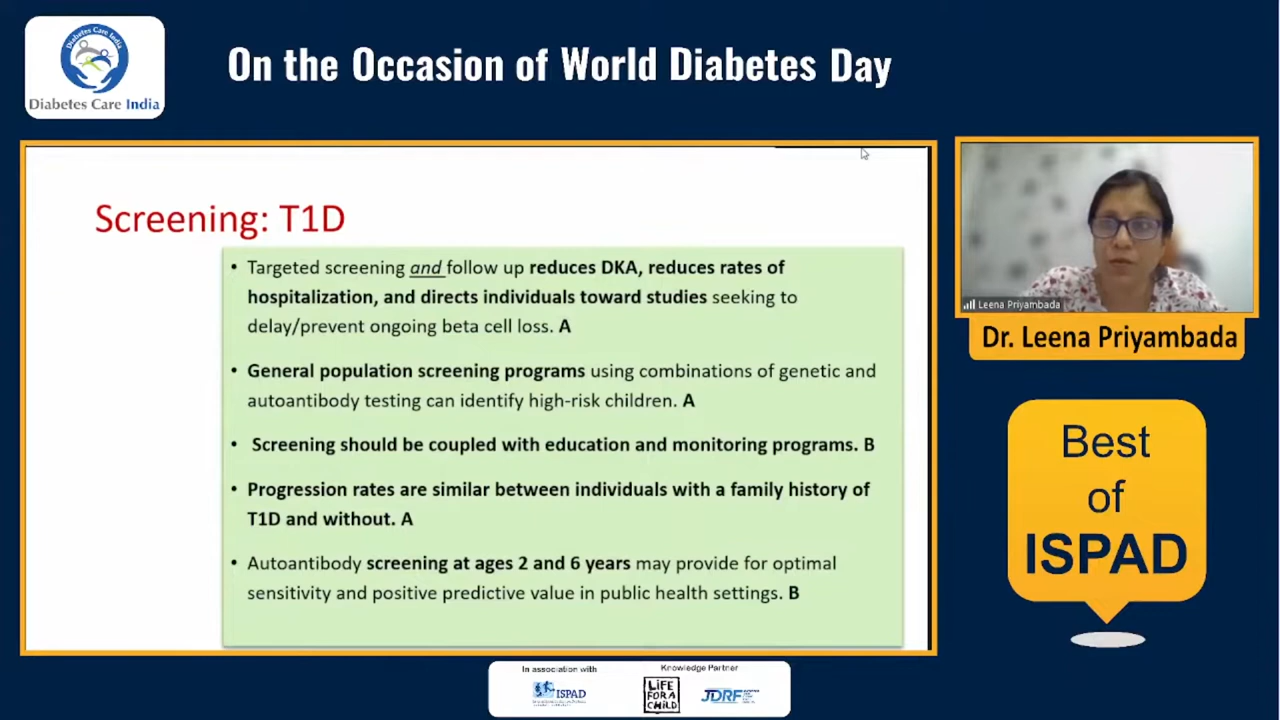 Diabetes Care India
Diabetes Care India
On the Occasion of World Diabetes Day
Screening: T1D
• Targeted screening and follow up reduces DKA, reduces rates of
hospitalization, and directs individuals toward studies seeking to
delay/prevent ongoing beta cell loss. A
• General population screening programs using combinations of genetic and
autoantibody testing can identify high-risk children. A
• Screening should be coupled with education and monitoring programs. B
• Progression rates are similar between individuals with a family history of
T1D and without. A
• Autoantibody screening at ages 2 and 6 years may provide for optimal
sensitivity and positive predictive value in public health settings. B
Leena Priyambada
Dr. Leena Priyambada
Best
of
ISPAD
In association with
ISPAD
Knowledge Partner
LiFE
FOR A
CHiLD
JDRF